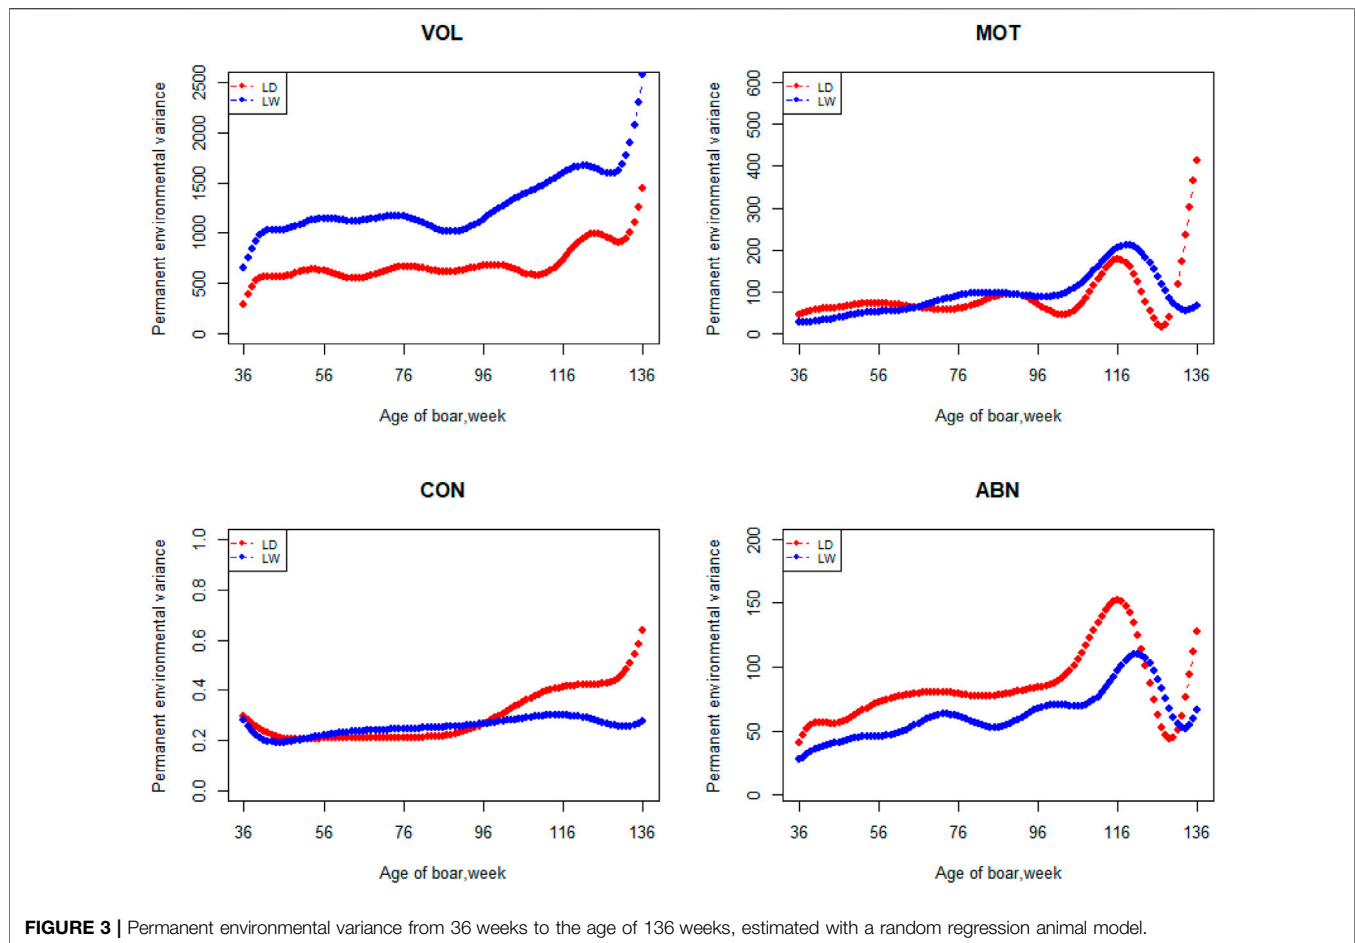 VOL
Permanent environmental variance
0 500 1000 1500 2000 2500
LD
LW
36 56 76 96 116 136
Age of boar,week
MOT
Permanent environmental variance
0 100 200 300 400 500 600
LD
LW
36 56 76 96 116 136
Age of boar,week
CON
Permanent environmental variance
0.0 0.2 0.4 0.6 0.8 1.0
LD
LW
36 56 76 96 116 136
Age of boar,week
ABN
Permanent environmental variance
0 50 100 150 200
LD
LW
36 56 76 96 116 136
Age of boar,week
FIGURE 3 | Permanent environmental variance from 36 weeks to the age of 136 weeks, estimated with a random regression animal model.